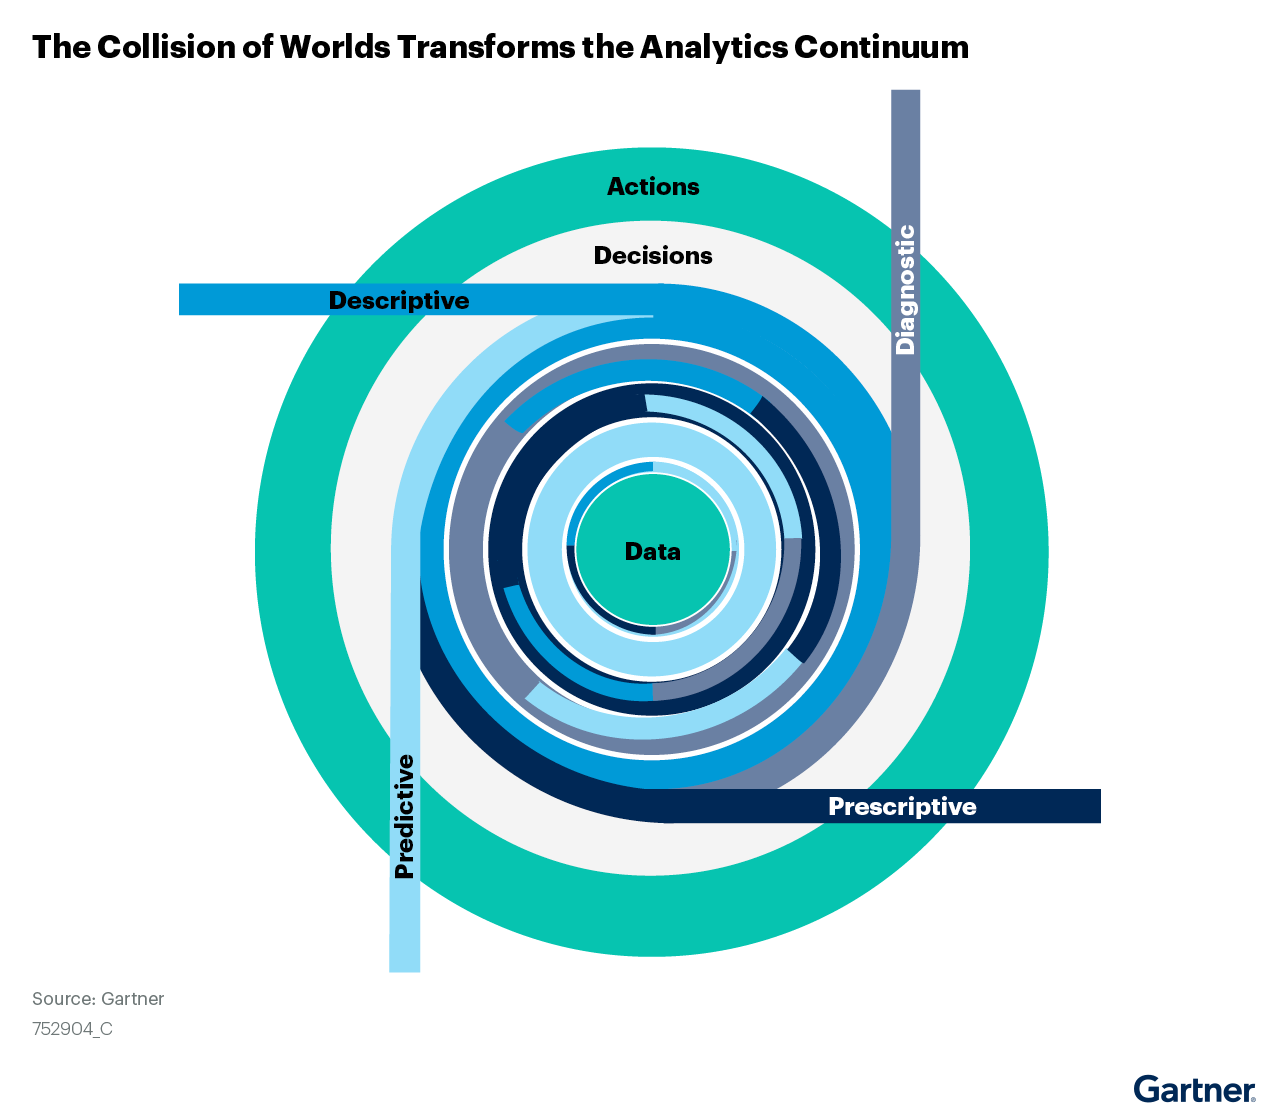 The Collision of Worlds Transforms the Analytics Continuum
Actions
Decisions
Descriptive
Diagnostic
Data
Predictive
Prescriptive
Source: Gartner
752904_C
Gartner®